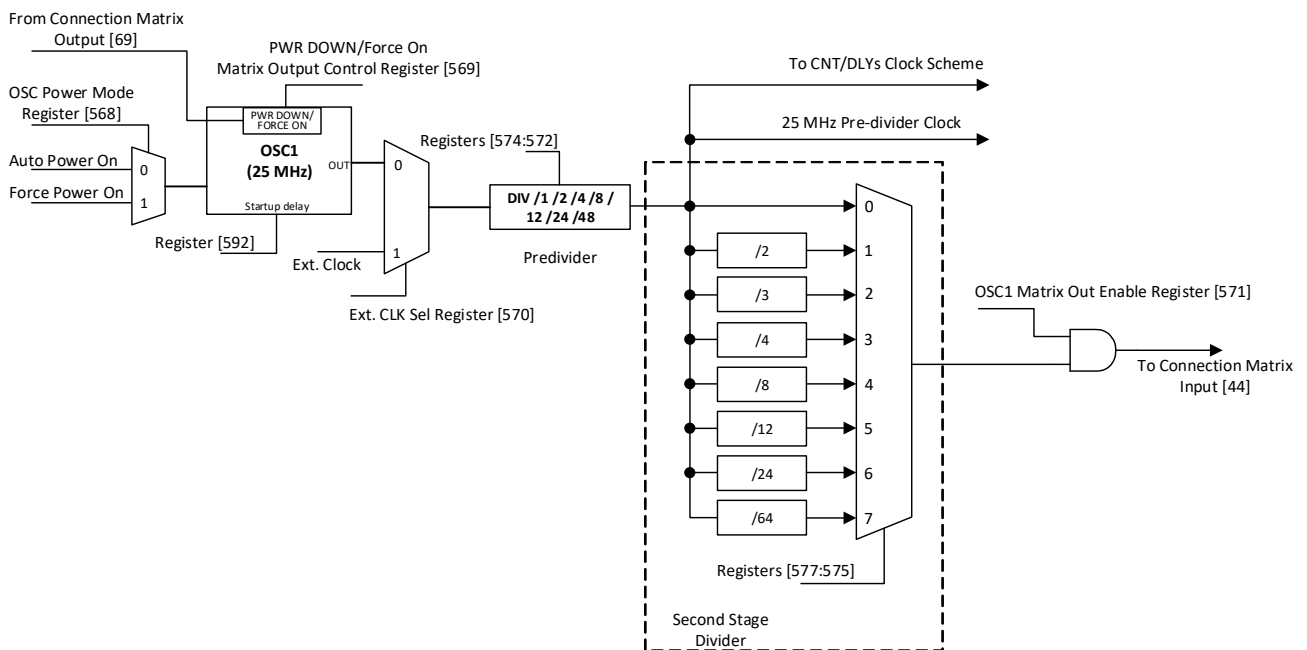 From Connection Matrix
Output [69]
PWR DOWN/Force On
Matrix Output Control Register [569]
OSC Power Mode
Register [568]
Auto Power On
Force Power On
0
1
PWR DOWN/
FORCE ON
OSC1
(25 MHz)
OUT
Startup delay
Register [592]
0
1
Ext. Clock
Ext. CLK Sel Register [570]
Registers [574:572]
DIV /1 /2 /4 /8 /
12 /24 /48
Predivider
To CNT/DLYs Clock Scheme
25 MHz Pre-divider Clock
0
/2
1
/3
2
/4
3
/8
4
/12
5
/24
6
/64
7
Registers [577:575]
Second Stage
Divider
OSC1 Matrix Out Enable Register [571]
To Connection Matrix
Input [44]